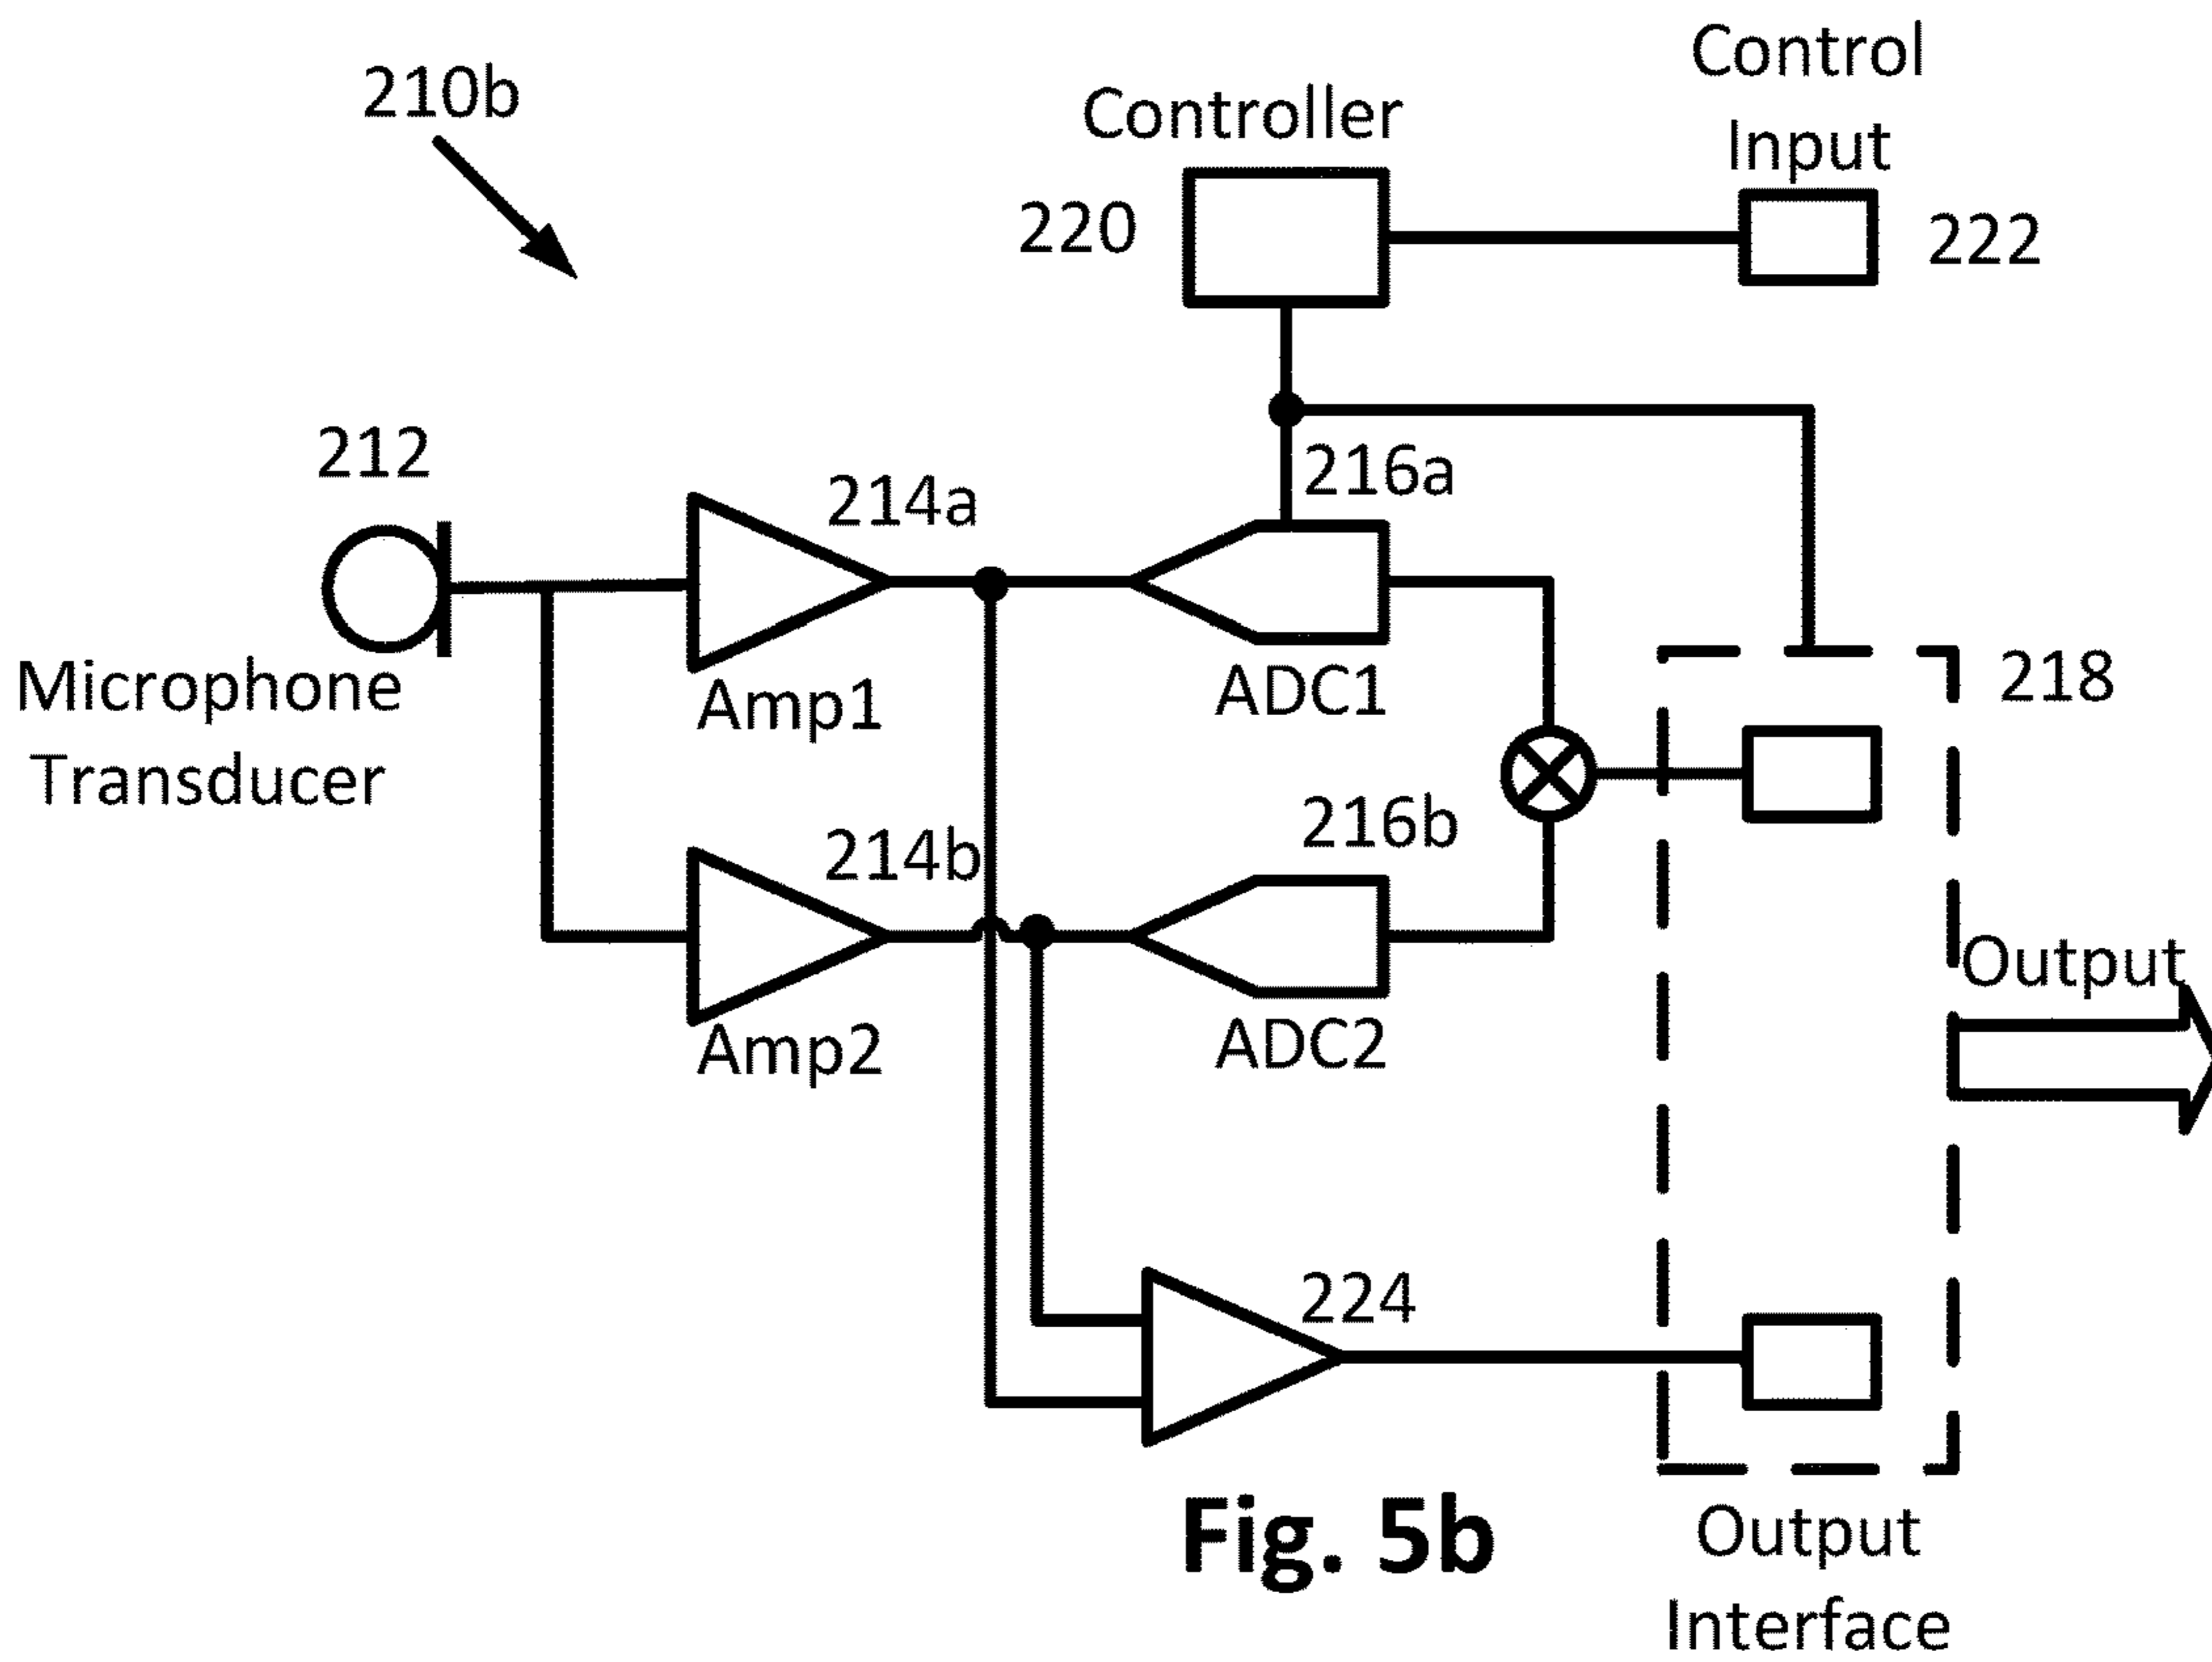 210b
Controller
Control
Input
220
222
212
214a
216a
Microphone
Transducer
Amp1
ADC1
218
214b
216b
Amp2
ADC2
Output
224
Fig. 5b
Output
Interface